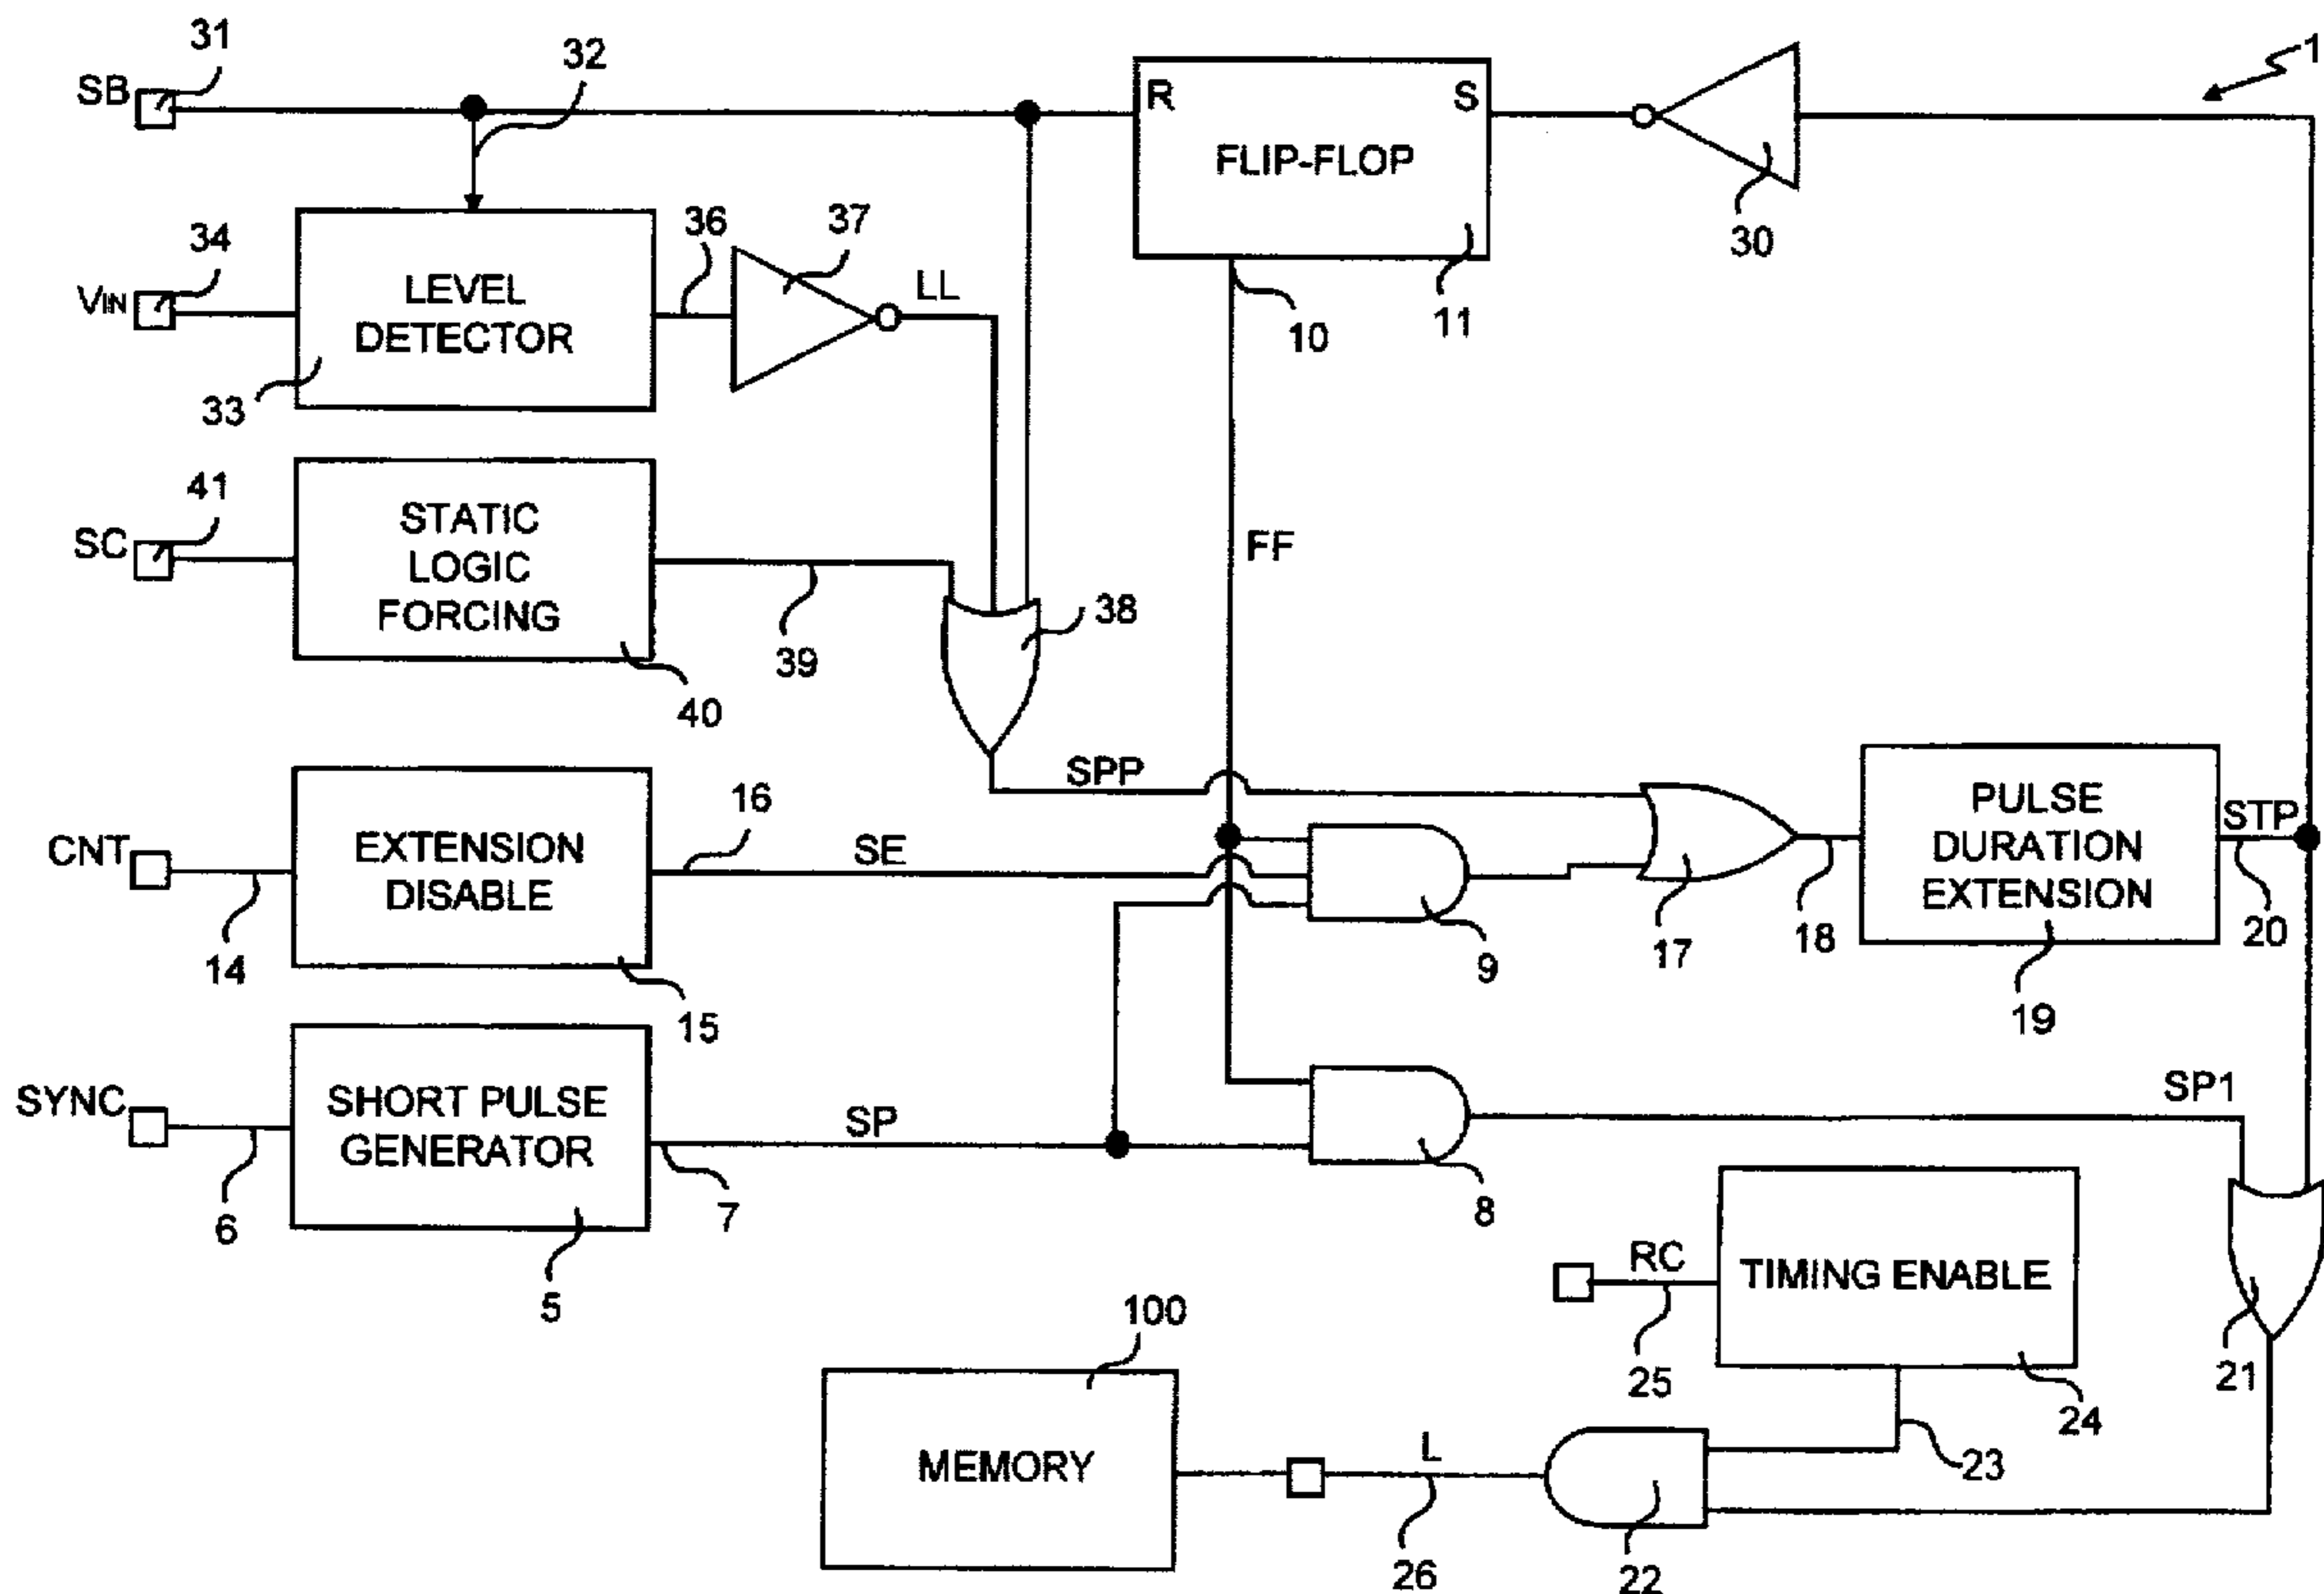 31
32
1
SB
R
S
FLIP-FLOP
30
34
36
37
VIN
LEVEL
DETECTOR
LL
10
11
33
41
STATIC
LOGIC
FORCING
SC
FF
38
39
40
SPP
PULSE
DURATION
EXTENSION
STP
16
CNT
EXTENSION
DISABLE
SE
14
15
9
17
18
19
20
SYNC
SHORT PULSE
GENERATOR
SP
SP1
6
5
7
8
RC
TIMING ENABLE
100
25
24
21
MEMORY
L
23
26
22